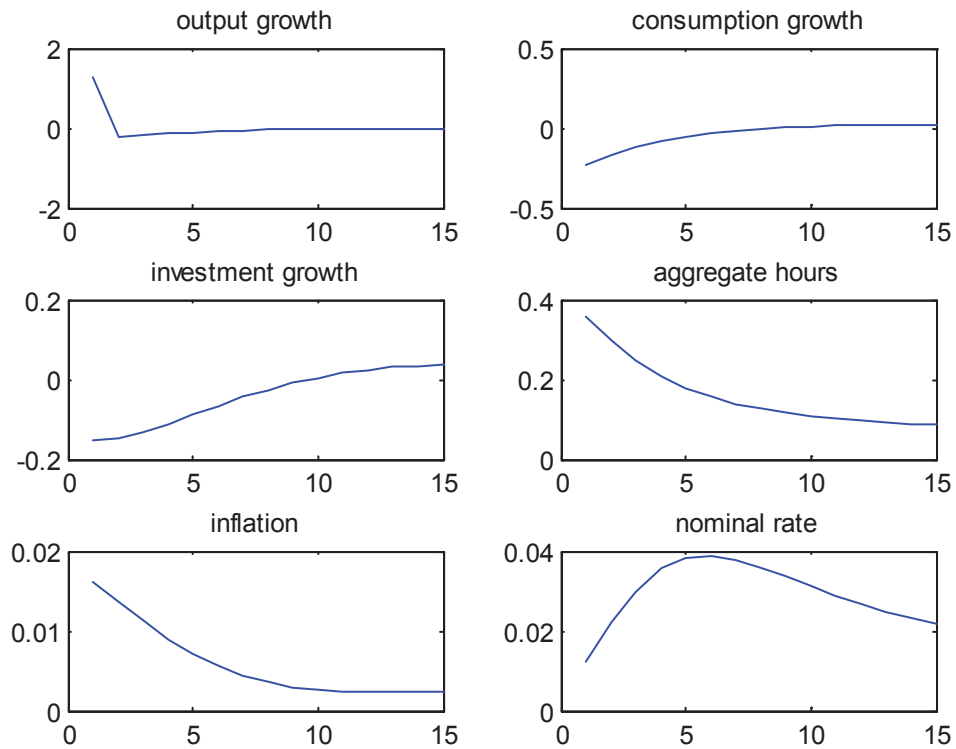 output growth
2
0
-2
0 5 10 15
consumption growth
0.5
0
-0.5
0 5 10 15
investment growth
0.2
0
-0.2
0 5 10 15
aggregate hours
0.4
0.2
0
0 5 10 15
inflation
0.02
0.01
0
0 5 10 15
nominal rate
0.04
0.02
0
0 5 10 15